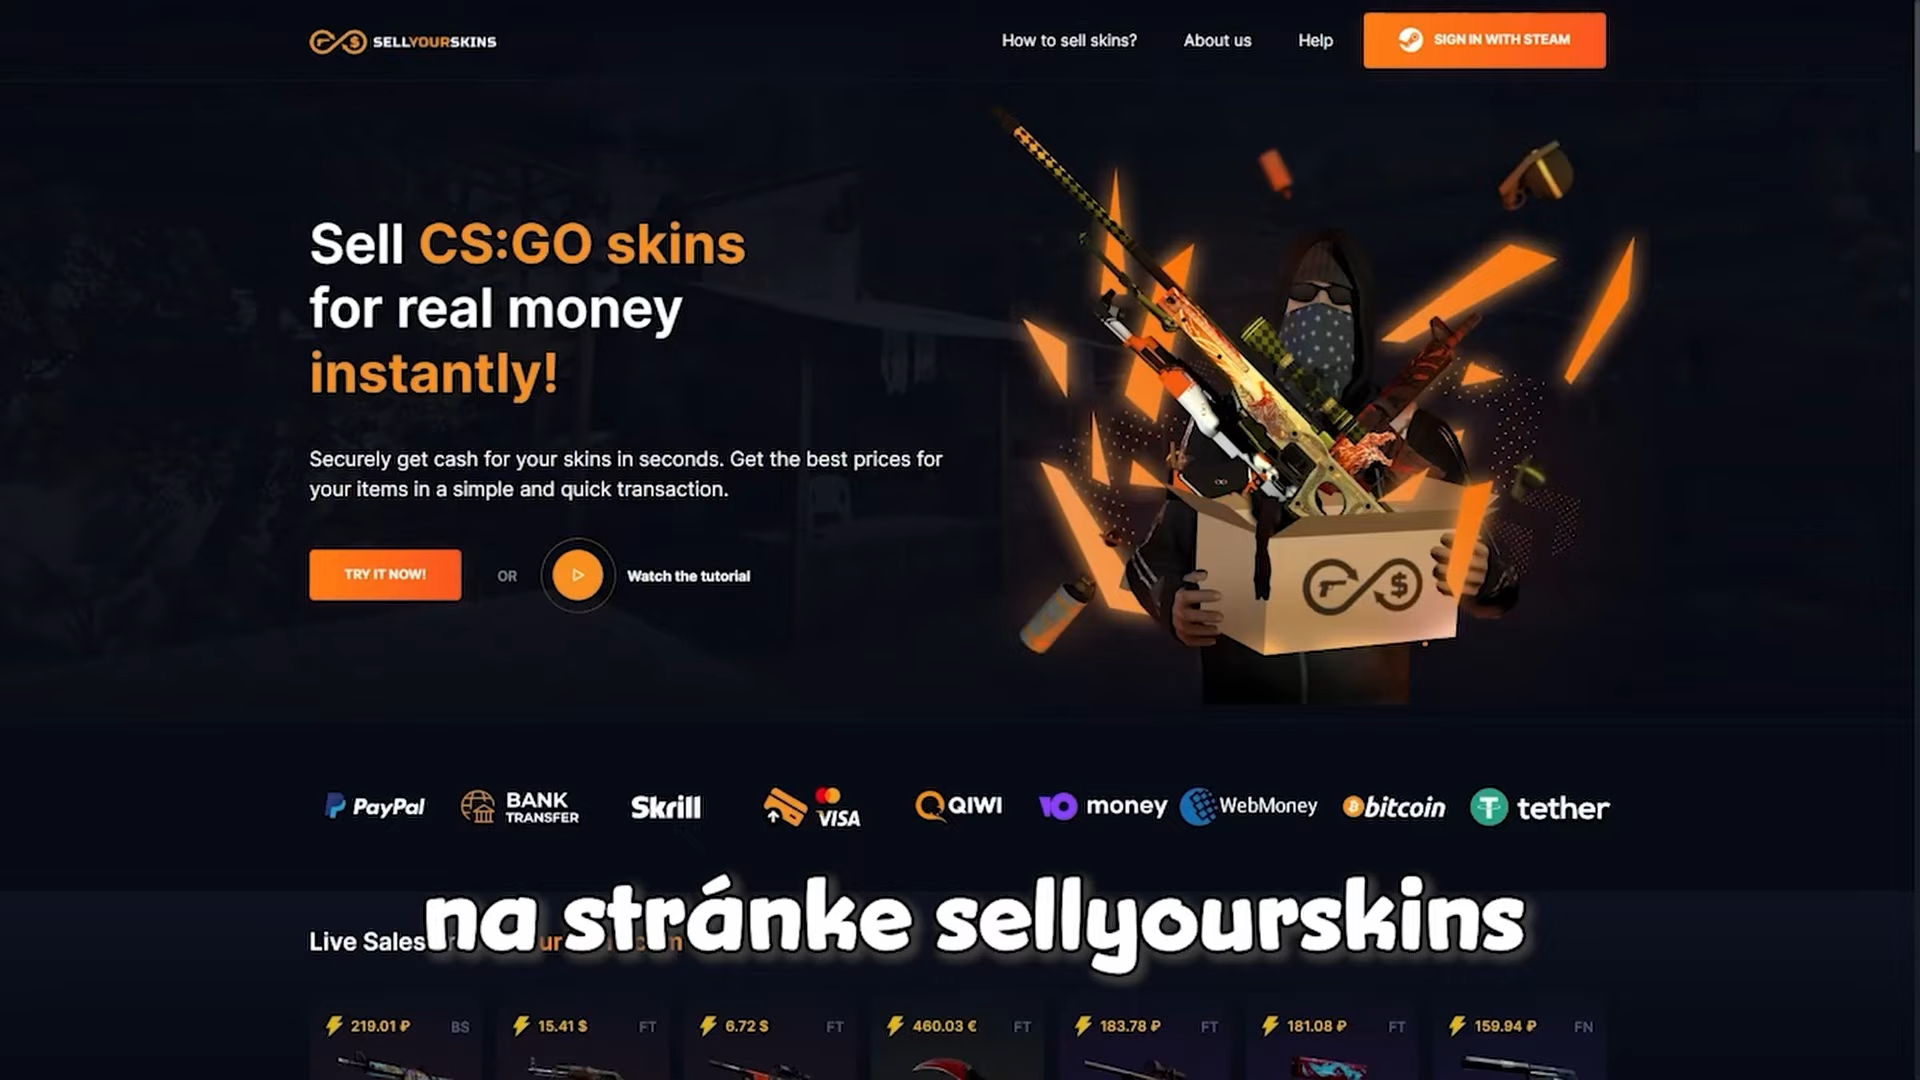 SELLYOURSKINS
How to sell skins? About us Help SIGN IN WITH STEAM
Sell CS:GO skins
for real money
instantly!
Securely get cash for your skins in seconds. Get the best prices for
your items in a simple and quick transaction.
TRY IT NOW! OR Watch the tutorial
PayPal BANK TRANSFER Skrill VISA QIWI money WebMoney bitcoin tether
na stránke sellyourskins
Live Sales
219.01 ₽ BS 15.41 $ FT 6.72 $ FT 460.03 € FT 183.78 ₽ FT 181.08 ₽ FT 159.94 ₽ FN